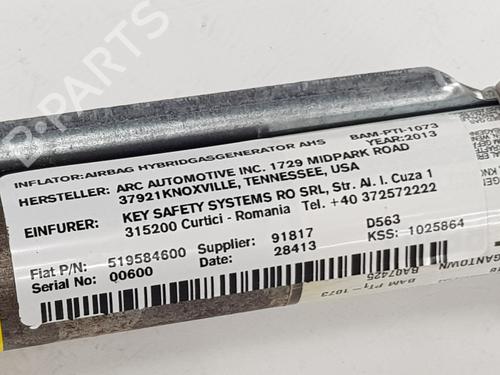 INFLATOR: AIRBAG HYBRIDGASGENERATOR AHS BAM-PTI-1073
YEAR:2013
HERSTELLER: ARC AUTOMOTIVE INC. 1729 MIDPARK ROAD
37921KNOXVILLE, TENNESSEE, USA
EINFURER: KEY SAFETY SYSTEMS RO SRL, Str. Al. I. Cuza 1
315200 Curtici - Romania Tel. +40 372572222
Fiat P/N: 519584600 Supplier: 91817 D563
Serial No: 00600 Date: 28413 KSS: 1025864
BA07425
BAM PTI - 1073
B-PARTS